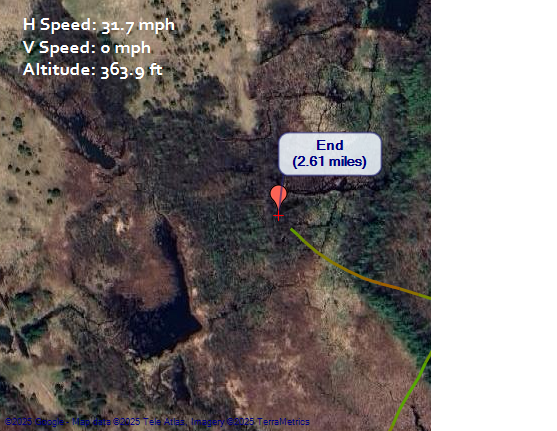 H Speed: 31.7 mph
V Speed: 0 mph
Altitude: 363.9 ft
End
(2.61 miles)
©2025 Google - Map data ©2025 Tele Atlas, Imagery ©2025 TerraMetrics